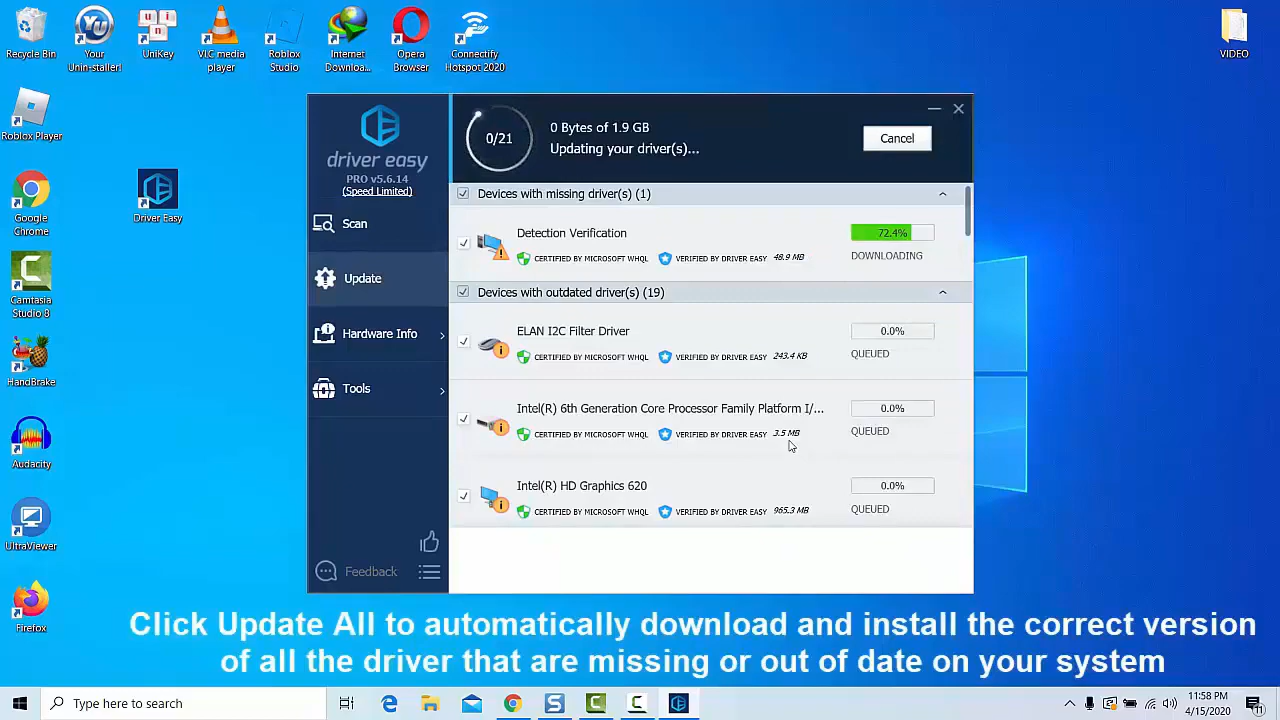 Recycle Bin
Your
Unin-staller!
UniKey
VLC media
player
Roblox
Studio
Internet
Downloa...
Opera
Browser
Connectify
Hotspot 2020
VIDEO
Roblox Player
Google
Chrome
Driver Easy
Camtasia
Studio 8
HandBrake
Audacity
UltraViewer
Firefox
driver easy
PRO v5.6.14
(Speed Limited)
Scan
Update
Hardware Info
Tools
Feedback
0/21
0 Bytes of 1.9 GB
Updating your driver(s)...
Cancel
Devices with missing driver(s) (1)
Detection Verification
72.4%
CERTIFIED BY MICROSOFT WHQL VERIFIED BY DRIVER EASY 48.9 MB
DOWNLOADING
Devices with outdated driver(s) (19)
ELAN I2C Filter Driver
0.0%
CERTIFIED BY MICROSOFT WHQL VERIFIED BY DRIVER EASY 243.4 KB
QUEUED
Intel(R) 6th Generation Core Processor Family Platform I/...
0.0%
CERTIFIED BY MICROSOFT WHQL VERIFIED BY DRIVER EASY 3.5 MB
QUEUED
Intel(R) HD Graphics 620
0.0%
CERTIFIED BY MICROSOFT WHQL VERIFIED BY DRIVER EASY 965.3 MB
QUEUED
Click Update All to automatically download and install the correct version
of all the driver that are missing or out of date on your system
Type here to search
11:58 PM
4/15/2020